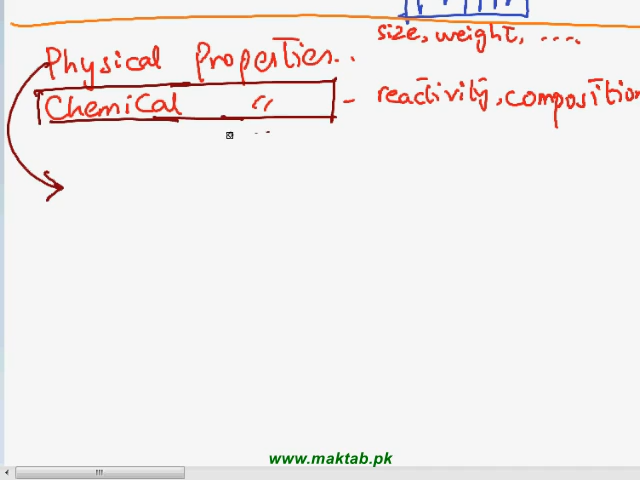 size, weight, ....
Physical Properties..
Chemical " - reactivity, composition
www.maktab.pk